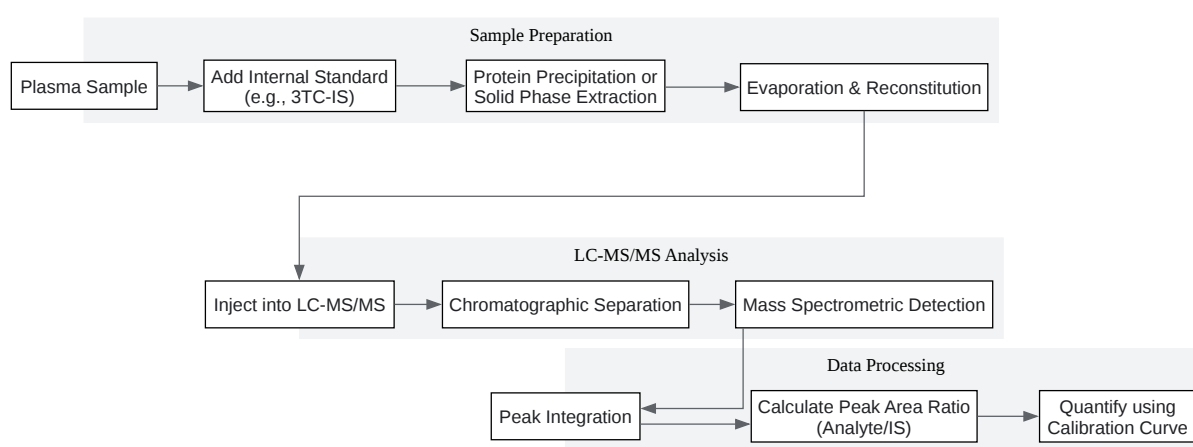 Sample Preparation
Plasma Sample
Add Internal Standard
(e.g., 3TC-IS)
Protein Precipitation or
Solid Phase Extraction
Evaporation & Reconstitution
LC-MS/MS Analysis
Inject into LC-MS/MS
Chromatographic Separation
Mass Spectrometric Detection
Data Processing
Peak Integration
Calculate Peak Area Ratio
(Analyte/IS)
Quantify using
Calibration Curve